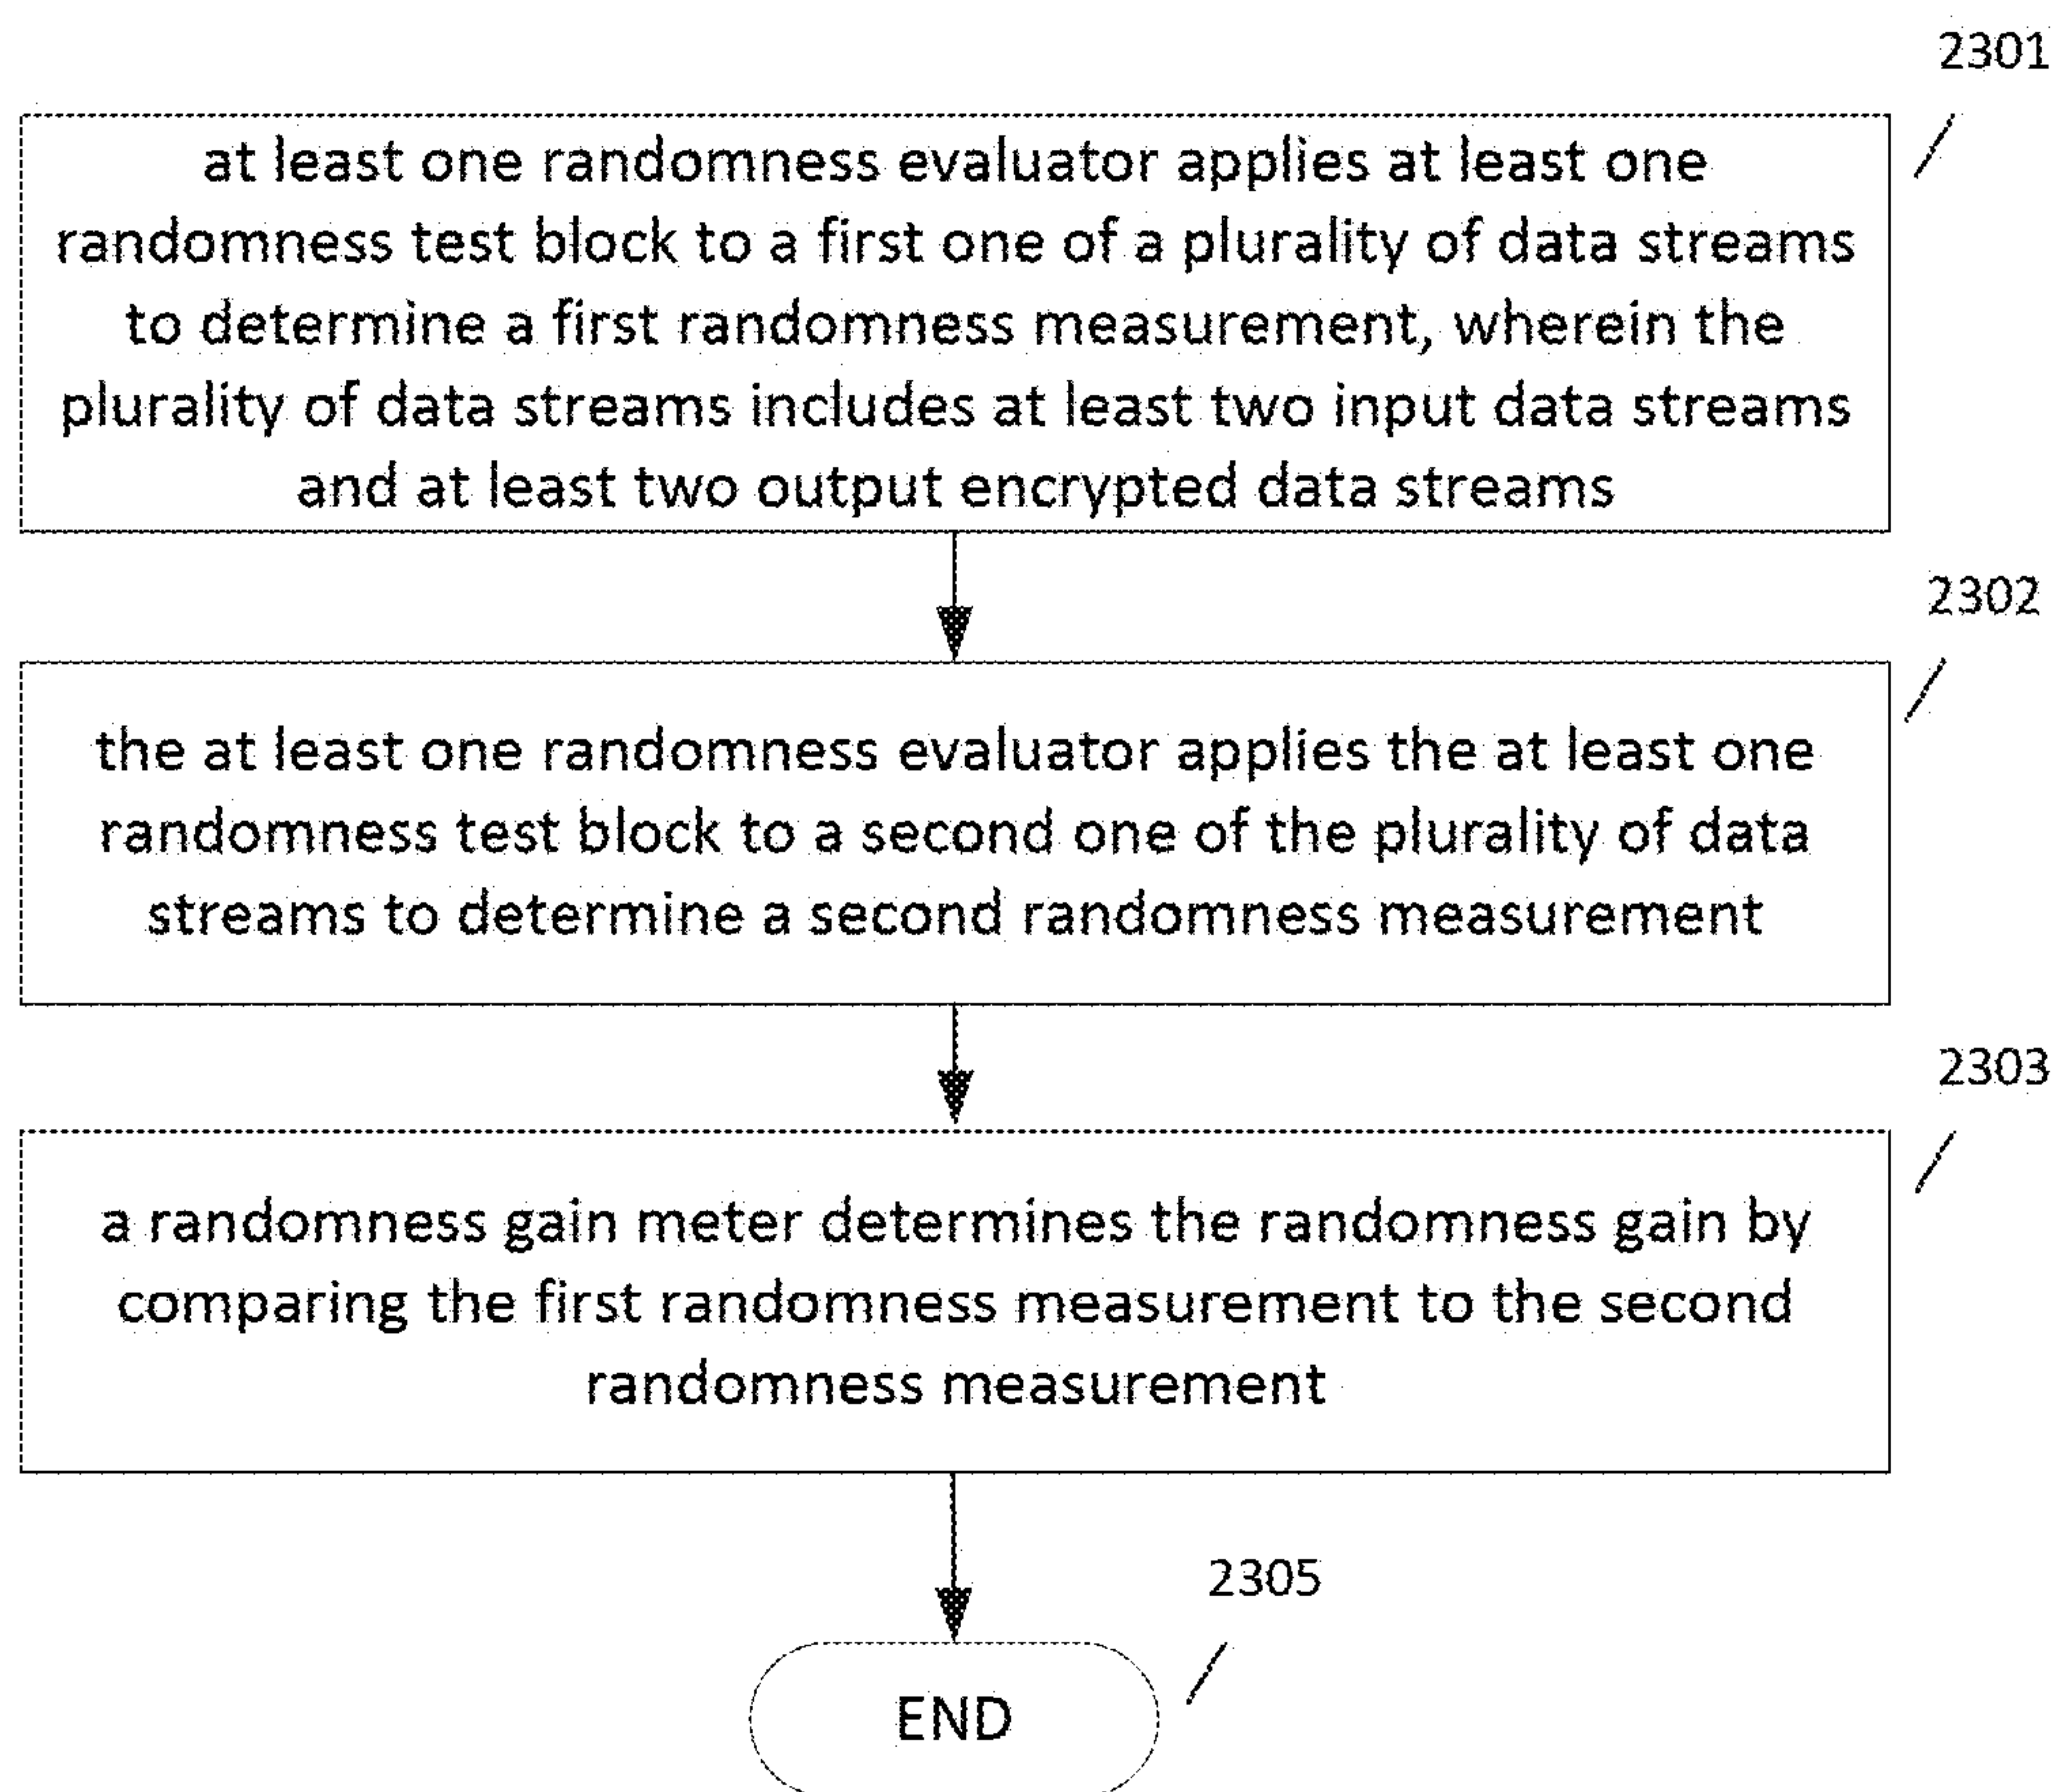 2301
at least one randomness evaluator applies at least one
randomness test block to a first one of a plurality of data streams
to determine a first randomness measurement, wherein the
plurality of data streams includes at least two input data streams
and at least two output encrypted data streams
2302
the at least one randomness evaluator applies the at least one
randomness test block to a second one of the plurality of data
streams to determine a second randomness measurement
2303
a randomness gain meter determines the randomness gain by
comparing the first randomness measurement to the second
randomness measurement
2305
END